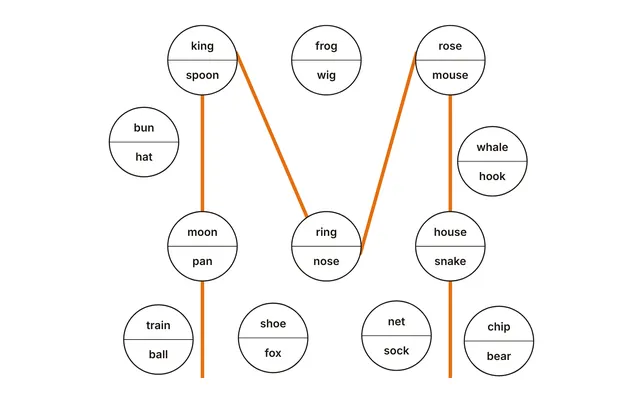 king
spoon
frog
wig
rose
mouse
bun
hat
whale
hook
moon
pan
ring
nose
house
snake
train
ball
shoe
fox
net
sock
chip
bear